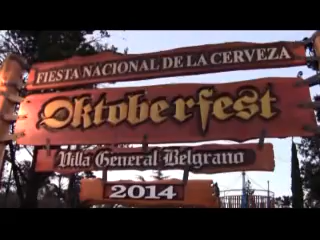 FIESTA NACIONAL DE LA CERVEZA
Oktoberfest
Villa General Belgrano
2014